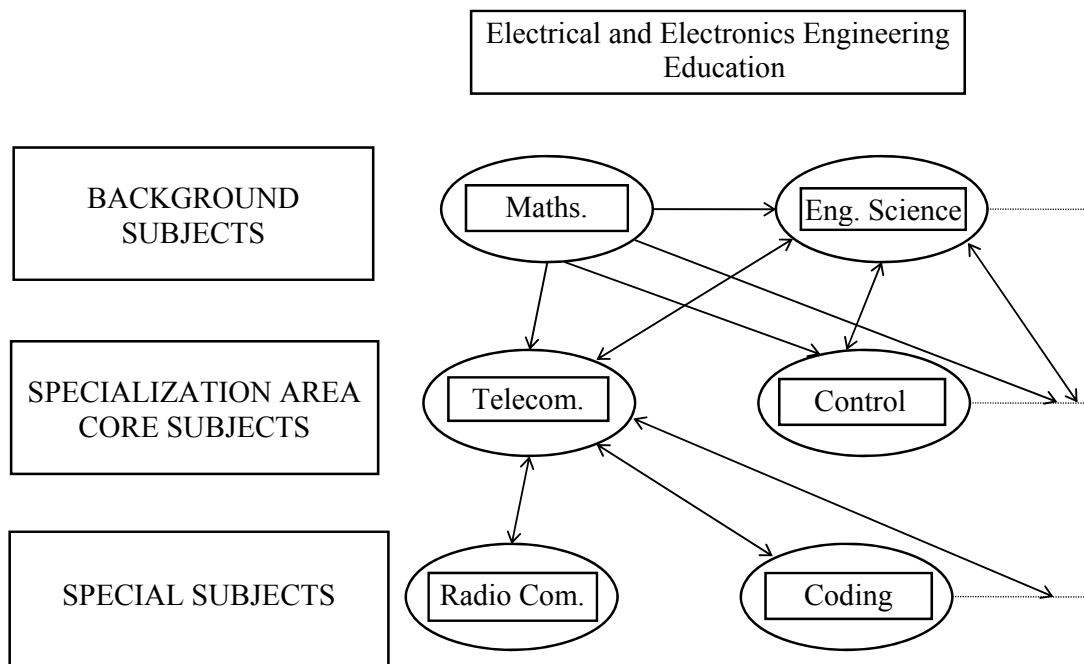 Electrical and Electronics Engineering
Education
BACKGROUND
SUBJECTS
Maths.
Eng. Science
SPECIALIZATION AREA
CORE SUBJECTS
Telecom.
Control
SPECIAL SUBJECTS
Radio Com.
Coding